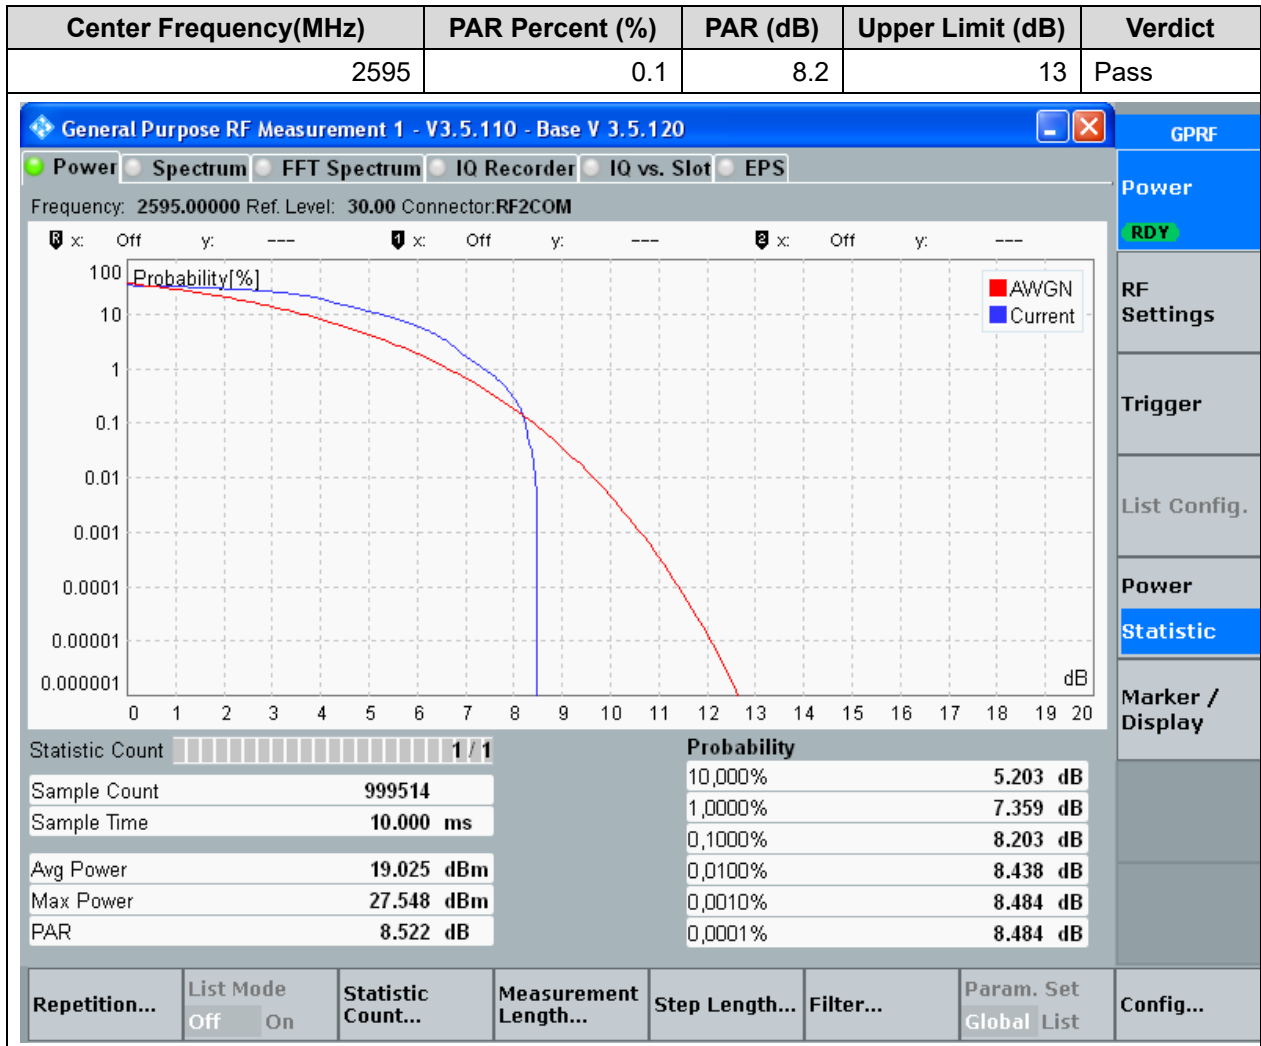 Center Frequency(MHz) PAR Percent (%) PAR (dB) Upper Limit (dB) Verdict
2595 0.1 8.2 13 Pass
General Purpose RF Measurement 1 - V3.5.110 - Base V 3.5.120
GPRF
Power Spectrum FFT Spectrum IQ Recorder IQ vs. Slot EPS
Power
RDY
Frequency: 2595.00000 Ref. Level: 30.00 Connector:RF2COM
R x: Off y: --- 1 x: Off y: --- 2 x: Off y: ---
Probability[%]
AWGN
Current
100
10
1
0.1
0.01
0.001
0.0001
0.00001
0.000001
dB
0 1 2 3 4 5 6 7 8 9 10 11 12 13 14 15 16 17 18 19 20
RF
Settings
Trigger
List Config.
Power
Statistic
Marker /
Display
Statistic Count 1 / 1
Sample Count 999514
Sample Time 10.000 ms
Avg Power 19.025 dBm
Max Power 27.548 dBm
PAR 8.522 dB
Probability
10,000% 5.203 dB
1,0000% 7.359 dB
0,1000% 8.203 dB
0,0100% 8.438 dB
0,0010% 8.484 dB
0,0001% 8.484 dB
Repetition...
List Mode
Off On
Statistic
Count...
Measurement
Length...
Step Length...
Filter...
Param. Set
Global List
Config...